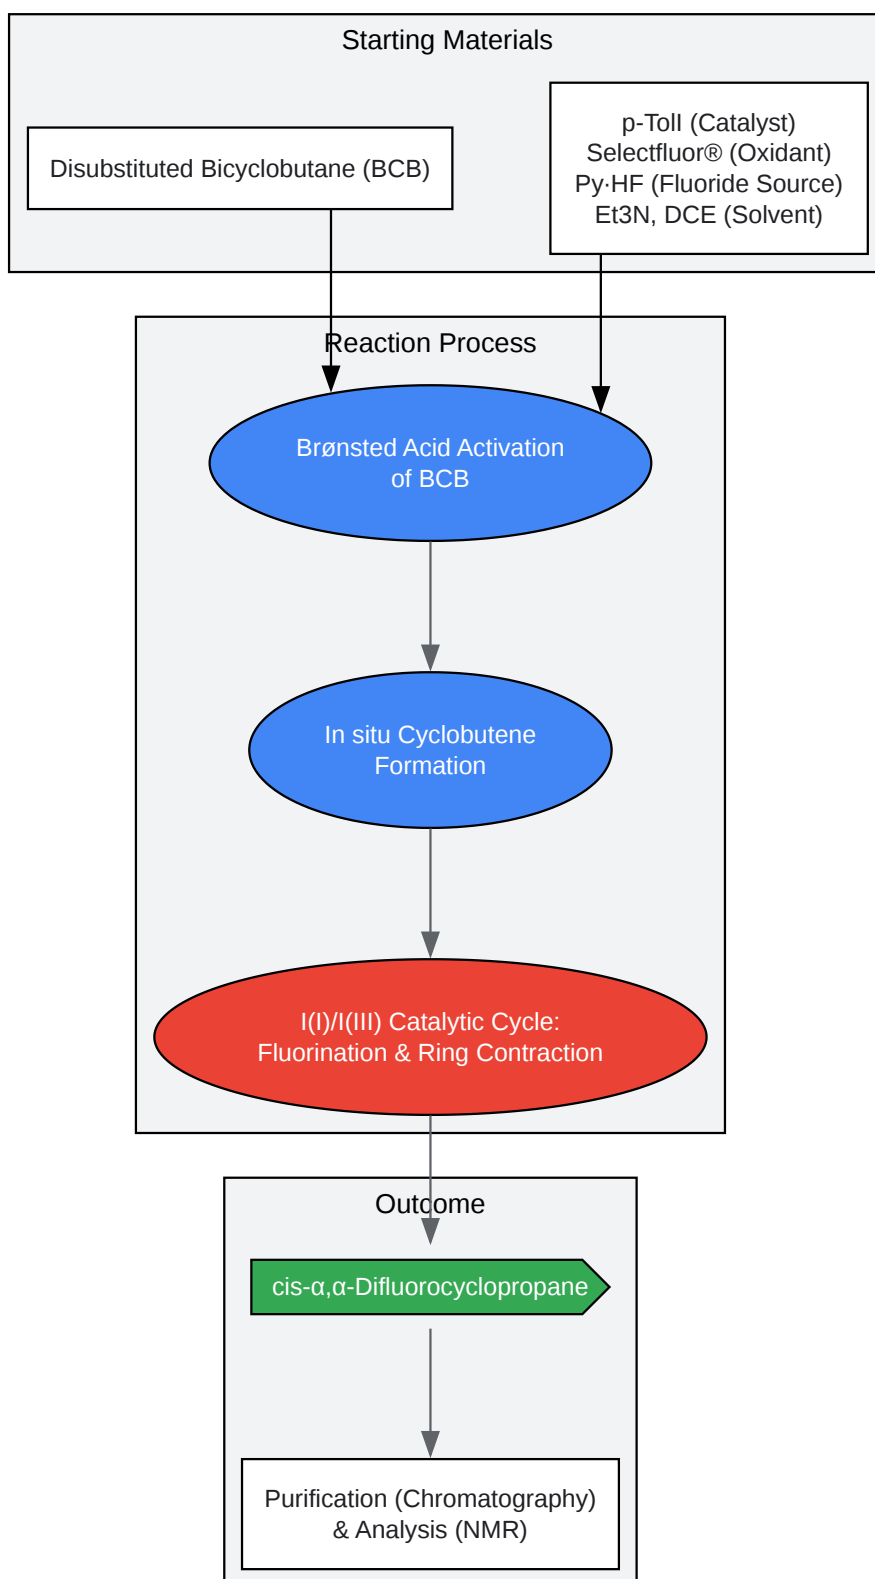 Starting Materials
Disubstituted Bicyclobutane (BCB)
p-TolI (Catalyst)
Selectfluor® (Oxidant)
Py·HF (Fluoride Source)
Et3N, DCE (Solvent)
Reaction Process
Brønsted Acid Activation
of BCB
In situ Cyclobutene
Formation
I(I)/I(III) Catalytic Cycle:
Fluorination & Ring Contraction
Outcome
cis-α,α-Difluorocyclopropane
Purification (Chromatography)
& Analysis (NMR)